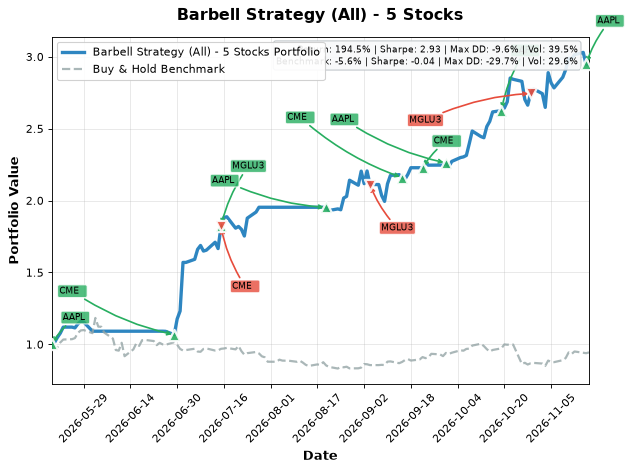 Barbell Strategy (All) - 5 Stocks
AAPL
Barbell Strategy (All) - 5 Stocks Portfolio
Buy & Hold Benchmark
194.5% | Sharpe: 2.93 | Max DD: -9.6% | Vol: 39.5%
-5.6% | Sharpe: -0.04 | Max DD: -29.7% | Vol: 29.6%
CME
AAPL
MGLU3
CME
MGLU3
AAPL
MGLU3
CME
CME
AAPL
3.0
2.5
2.0
1.5
1.0
Portfolio Value
2026-05-29
2026-06-14
2026-06-30
2026-07-16
2026-08-01
2026-08-17
2026-09-02
2026-09-18
2026-10-04
2026-10-20
2026-11-05
Date